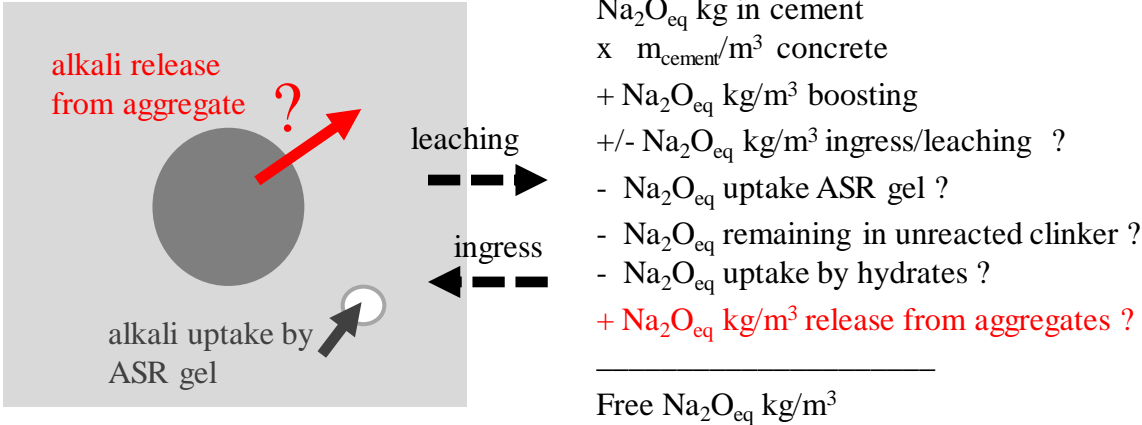 alkali release
from aggregate
?
leaching
ingress
alkali uptake by
ASR gel
Na₂Oeq kg in cement
x mcement/m³ concrete
+ Na₂Oeq kg/m³ boosting
+/- Na₂Oeq kg/m³ ingress/leaching ?
- Na₂Oeq uptake ASR gel ?
- Na₂Oeq remaining in unreacted clinker ?
- Na₂Oeq uptake by hydrates ?
+ Na₂Oeq kg/m³ release from aggregates ?
Free Na₂Oeq kg/m³